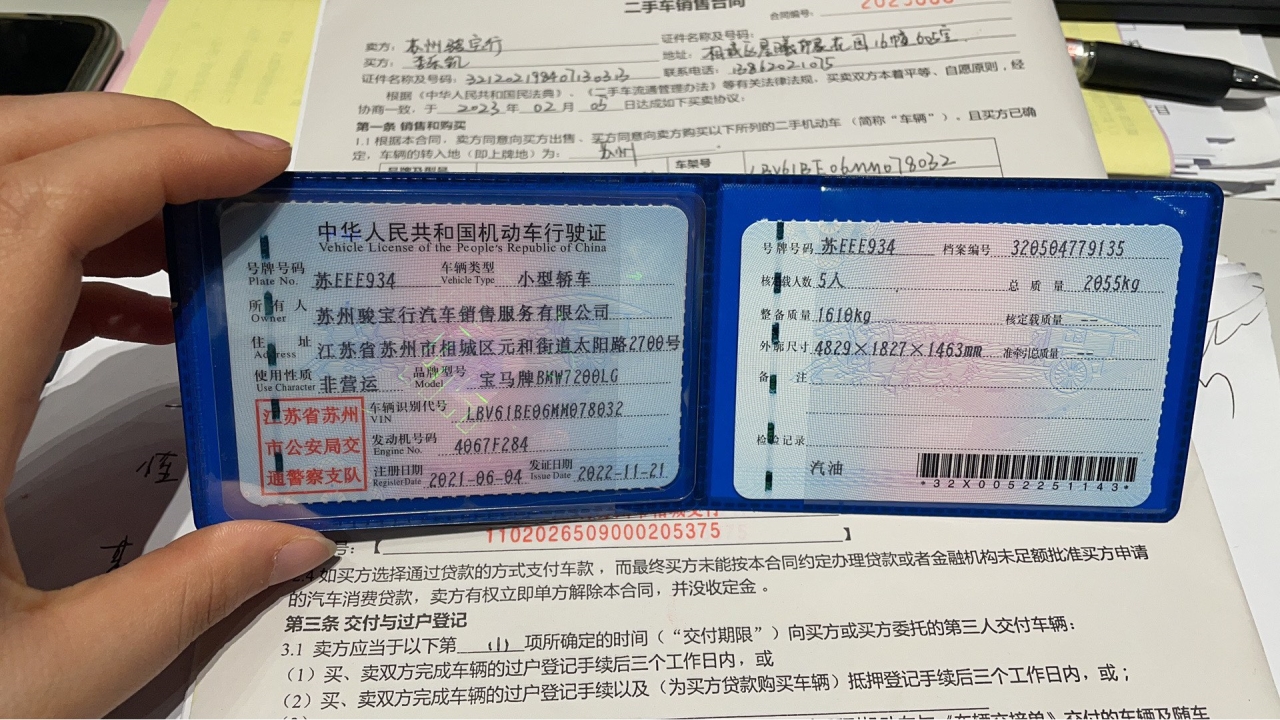 二手车销售合同
合同编号:
卖方: 苏州骏宝行
证件名称及号码:
买方:
地址:
证件名称及号码: 321202198407130313
联系电话: 13862021075
根据《中华人民共和国民法典》、《二手车流通管理办法》等有关法律法规,买卖双方本着平等、自愿原则,经
协商一致,于 2023 年 02 月 05 日达成如下买卖协议:
第一条 销售和购买
1.1 根据本合同,卖方同意向买方出售、买方同意向卖方购买以下所列的二手机动车(简称“车辆”),且买方已确
定,车辆的转入地(即上牌地)为: 苏州
车架号 LBV61BE06MM078032
中华人民共和国机动车行驶证
Vehicle License of the People's Republic of China
号牌号码 苏FFF934 车辆类型 小型轿车
Plate No. Vehicle Type
所有人 苏州骏宝行汽车销售服务有限公司
Owner
住址 江苏省苏州市相城区元和街道太阳路2700号
Address
使用性质 非营运 品牌型号 宝马牌BMW7200LG
Use Character Model
江苏省苏州
市公安局交
通警察支队
车辆识别代号 LBV61BE06MM078032
VIN
发动机号码 4067F284
Engine No.
注册日期 2021-06-04 发证日期 2022-11-21
Register Date Issue Date
号牌号码 苏FFF934 档案编号 320504779135
核定载人数 5人 总质量 2055kg
整备质量 1610kg 核定载质量 --
外廓尺寸 4829×1827×1463mm 准牵引总质量 --
备注
检验记录
汽油
*32X0052251143*
号:【 1102026509000205375 】
2.4 如买方选择通过贷款的方式支付车款,而最终买方未能按本合同约定办理贷款或者金融机构未足额批准买方申请
的汽车消费贷款,卖方有权立即单方解除本合同,并没收定金。
第三条 交付与过户登记
3.1 卖方应当于以下第 (1) 项所确定的时间(“交付期限”)向买方或买方委托的第三人交付车辆:
(1)买、卖双方完成车辆的过户登记手续后三个工作日内,或
(2)买、卖双方完成车辆的过户登记手续以及(为买方贷款购买车辆)抵押登记手续后三个工作日内,或;